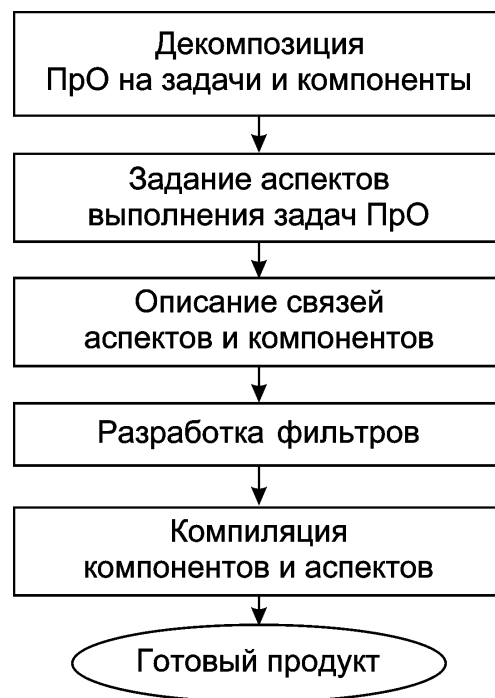 Декомпозиция
ПрО на задачи и компоненты
Задание аспектов
выполнения задач ПрО
Описание связей
аспектов и компонентов
Разработка фильтров
Компиляция
компонентов и аспектов
Готовый продукт